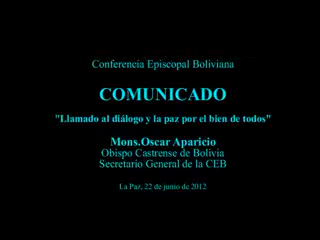 Conferencia Episcopal Boliviana
COMUNICADO
"Llamado al diálogo y la paz por el bien de todos"
Mons.Oscar Aparicio
Obispo Castrense de Bolivia
Secretario General de la CEB
La Paz, 22 de junio de 2012